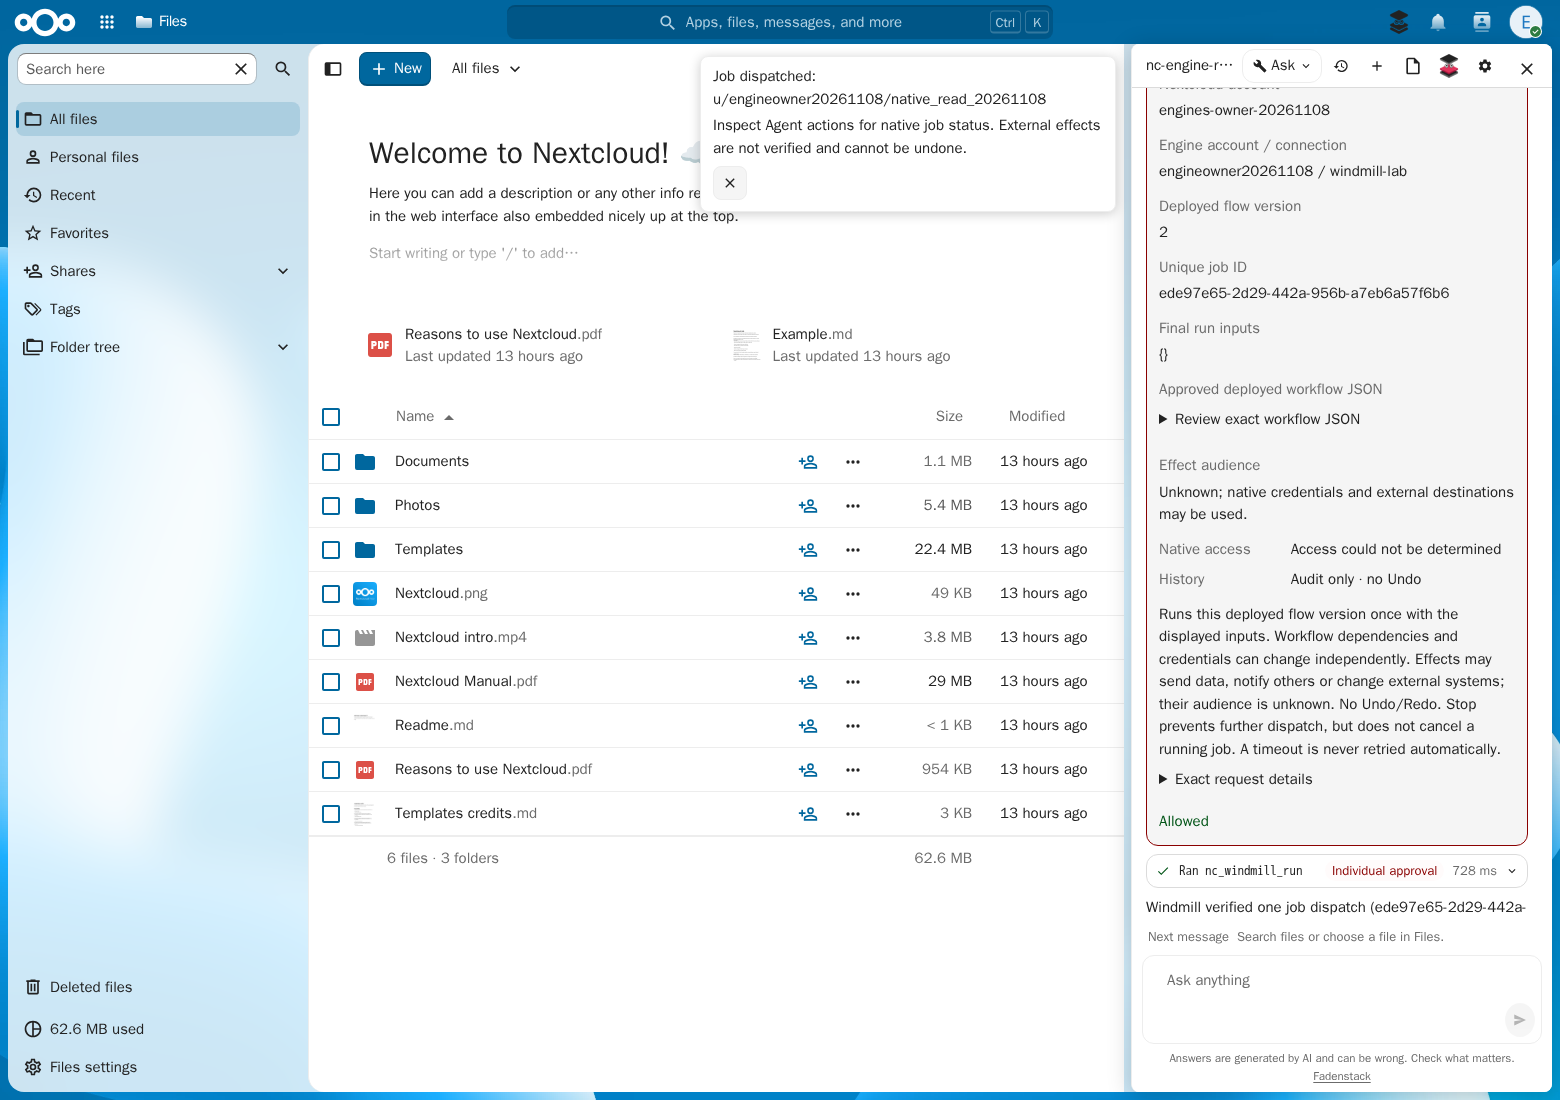 Files
Apps, files, messages, and more
Ctrl
K
E
Search here
All files
Personal files
Recent
Favorites
Shares
Tags
Folder tree
Deleted files
62.6 MB used
Files settings
New
All files
Welcome to Nextcloud!
Here you can add a description or any other info re
in the web interface also embedded nicely up at the top.
Start writing or type '/' to add…
Job dispatched:
u/engineowner20261108/native_read_20261108
Inspect Agent actions for native job status. External effects
are not verified and cannot be undone.
PDF
Reasons to use Nextcloud.pdf
Last updated 13 hours ago
Example.md
Last updated 13 hours ago
Name
Size
Modified
Documents
1.1 MB
13 hours ago
Photos
5.4 MB
13 hours ago
Templates
22.4 MB
13 hours ago
Nextcloud.png
49 KB
13 hours ago
Nextcloud intro.mp4
3.8 MB
13 hours ago
PDF
Nextcloud Manual.pdf
29 MB
13 hours ago
Readme.md
< 1 KB
13 hours ago
PDF
Reasons to use Nextcloud.pdf
954 KB
13 hours ago
Templates credits.md
3 KB
13 hours ago
6 files · 3 folders
62.6 MB
nc-engine-r…
Ask
engines-owner-20261108
Engine account / connection
engineowner20261108 / windmill-lab
Deployed flow version
2
Unique job ID
ede97e65-2d29-442a-956b-a7eb6a57f6b6
Final run inputs
{}
Approved deployed workflow JSON
Review exact workflow JSON
Effect audience
Unknown; native credentials and external destinations
may be used.
Native access
Access could not be determined
History
Audit only · no Undo
Runs this deployed flow version once with the
displayed inputs. Workflow dependencies and
credentials can change independently. Effects may
send data, notify others or change external systems;
their audience is unknown. No Undo/Redo. Stop
prevents further dispatch, but does not cancel a
running job. A timeout is never retried automatically.
Exact request details
Allowed
Ran nc_windmill_run
Individual approval
728 ms
Windmill verified one job dispatch (ede97e65-2d29-442a-
Next message
Search files or choose a file in Files.
Ask anything
Answers are generated by AI and can be wrong. Check what matters.
Fadenstack